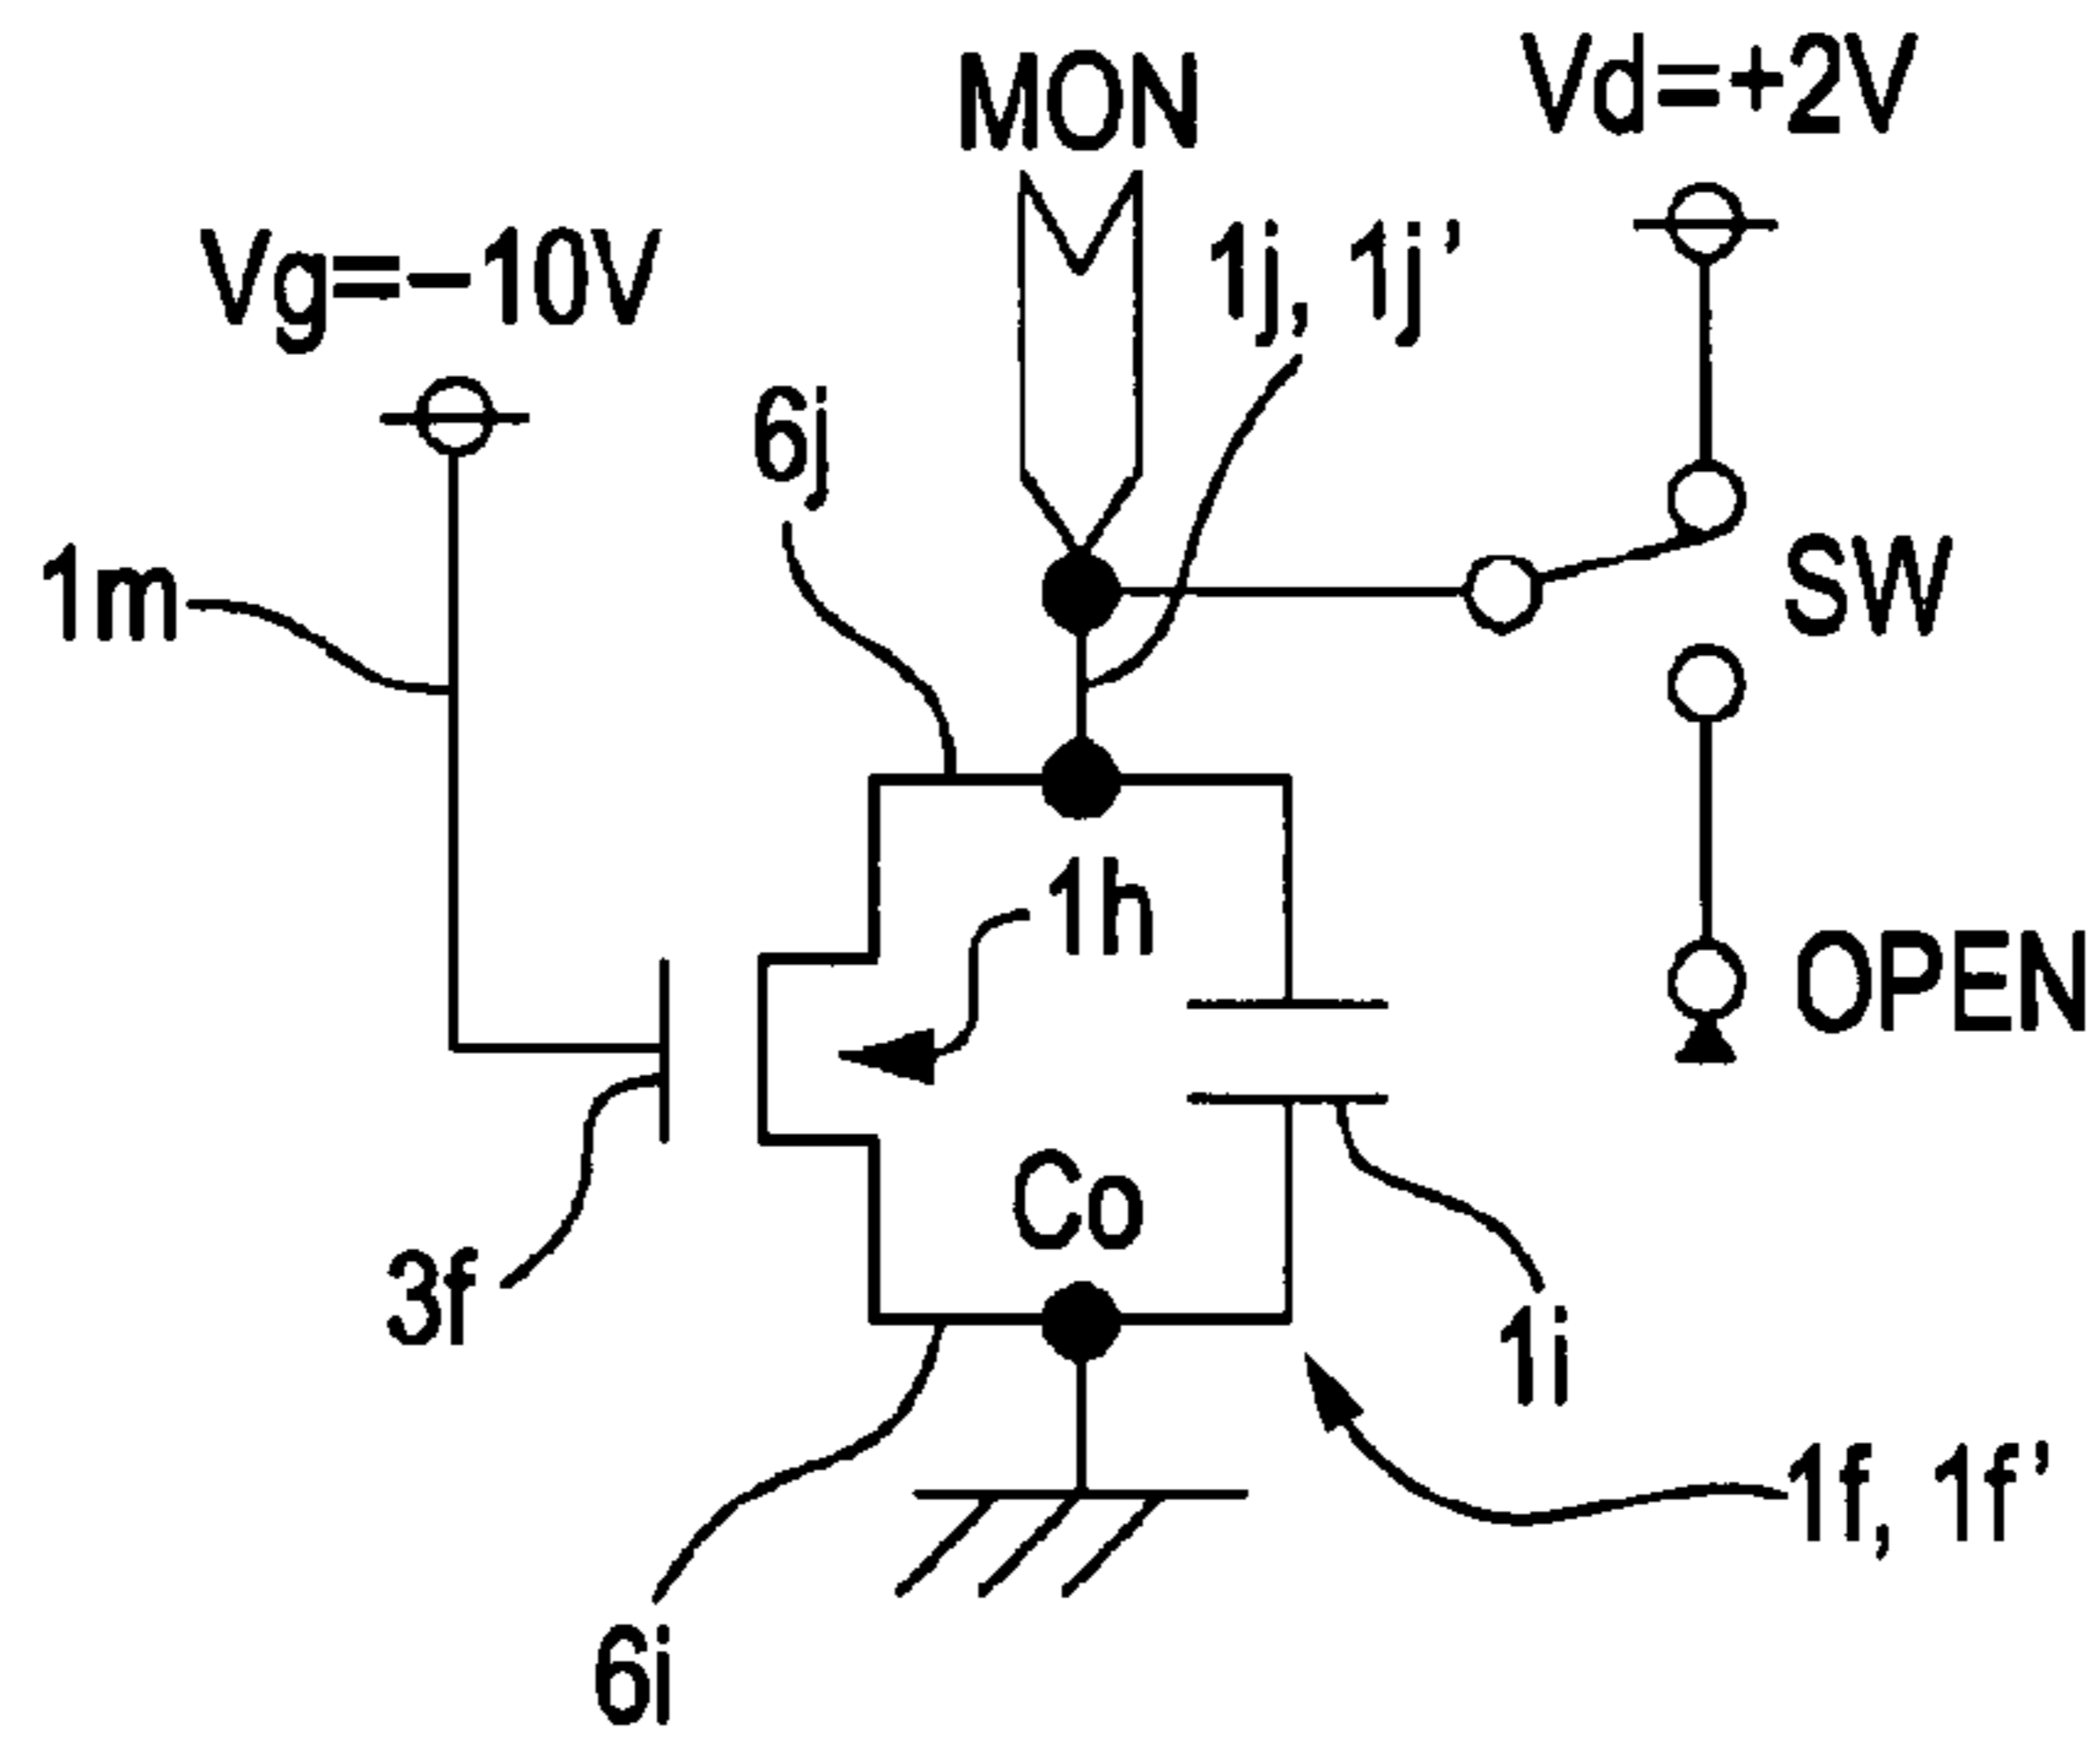 MON
Vd=+2V
Vg=−10V
1j, 1j’
6j
1m
SW
1h
OPEN
Co
3f
1i
1f, 1f’
6i